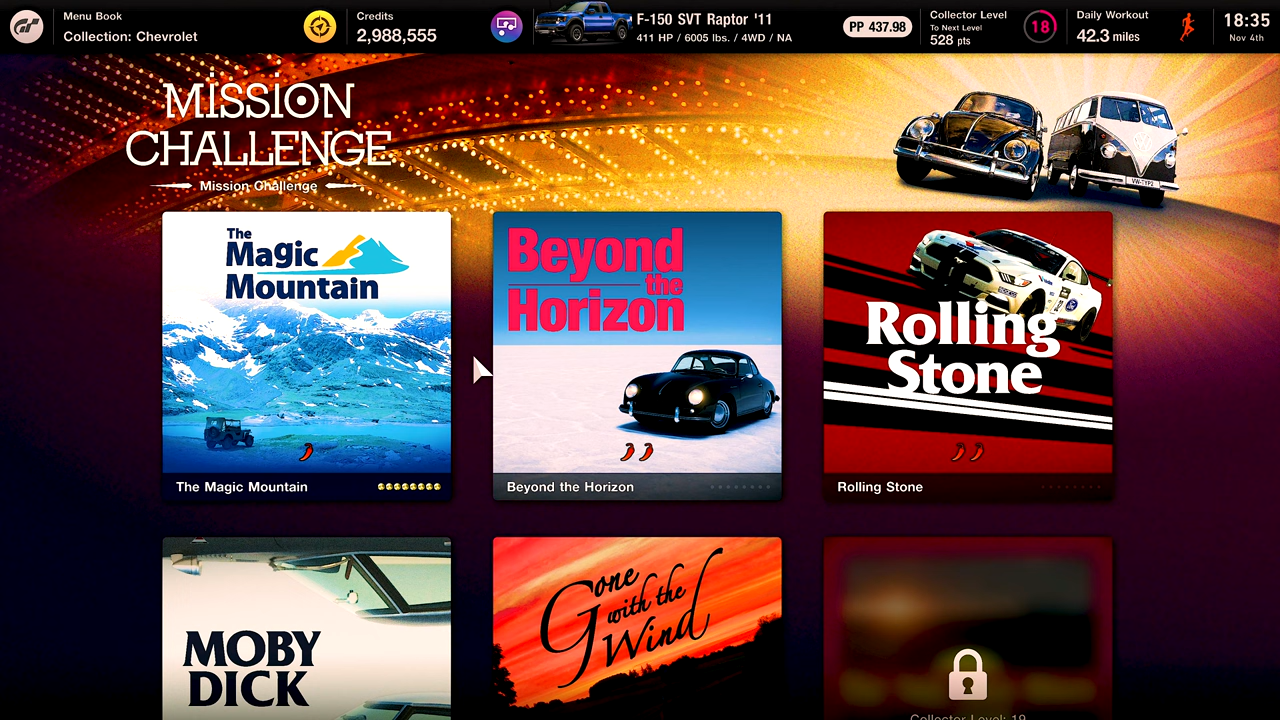 Menu Book
Collection: Chevrolet
Credits
2,988,555
F-150 SVT Raptor '11
411 HP / 6005 lbs. / 4WD / NA
PP 437.98
Collector Level
To Next Level
528 pts
18
Daily Workout
42.3 miles
18:35
Nov 4th
MISSION
CHALLENGE
Mission Challenge
The
Magic
Mountain
The Magic Mountain
Beyond
the
Horizon
Beyond the Horizon
Rolling
Stone
Rolling Stone
MOBY
DICK
Gone
with the
Wind
Collector Level: 19